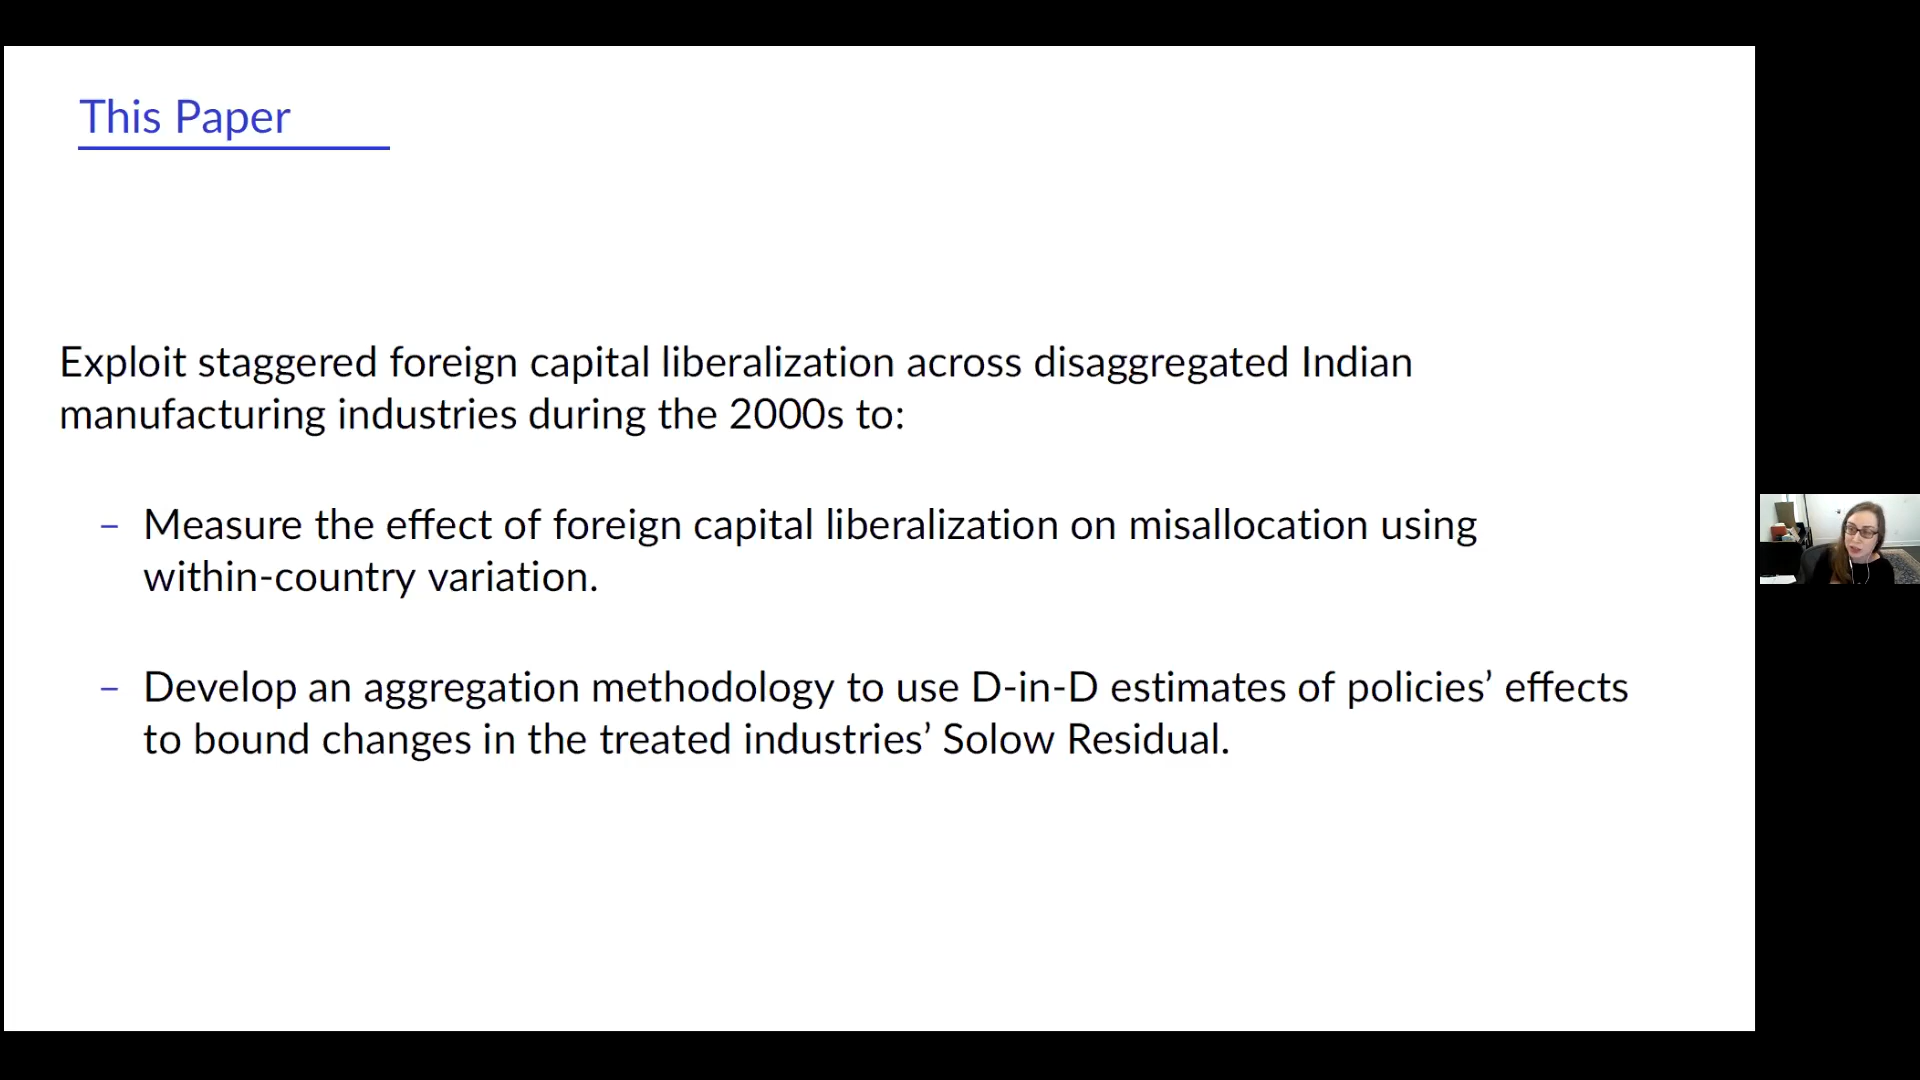 This Paper
Exploit staggered foreign capital liberalization across disaggregated Indian
manufacturing industries during the 2000s to:
– Measure the effect of foreign capital liberalization on misallocation using
within-country variation.
– Develop an aggregation methodology to use D-in-D estimates of policies’ effects
to bound changes in the treated industries’ Solow Residual.